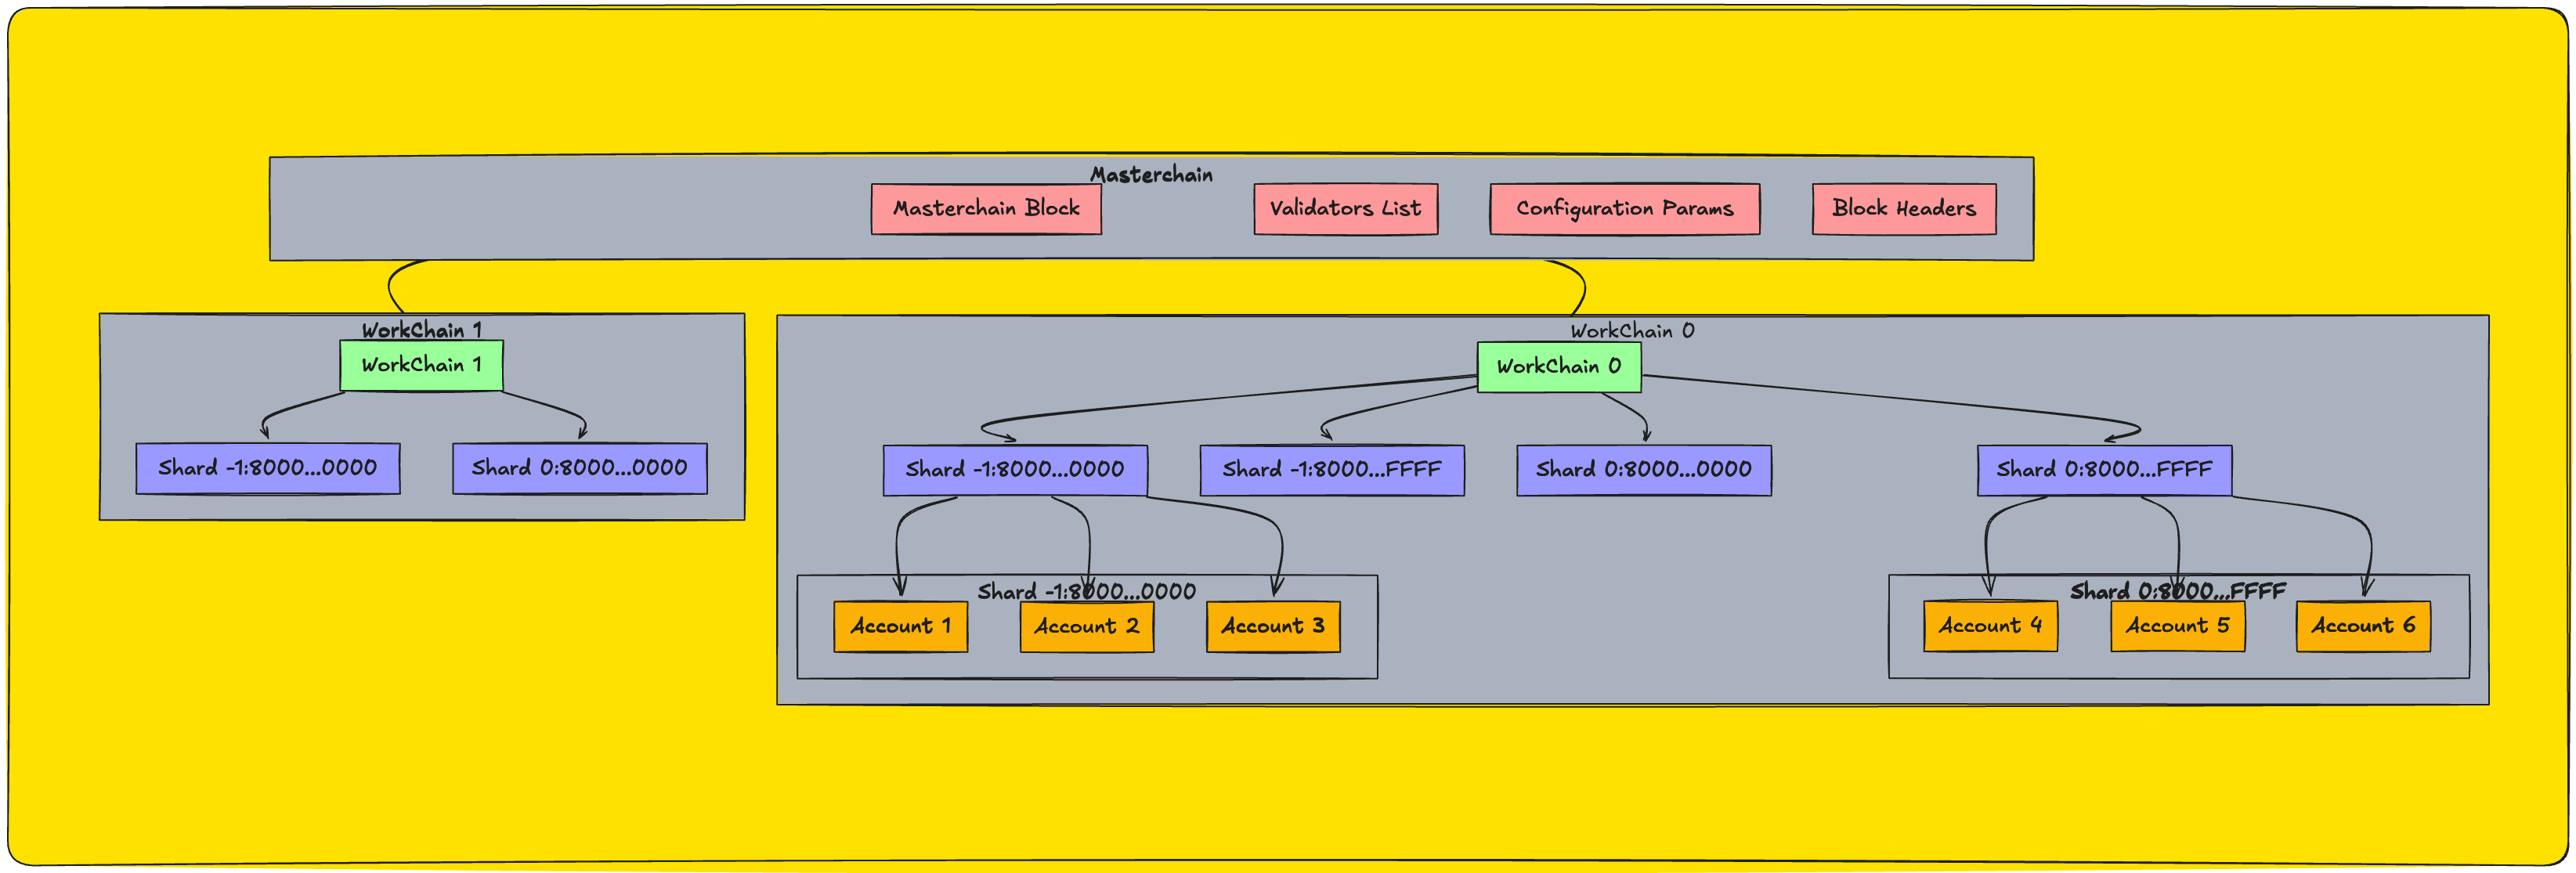 Masterchain
Masterchain Block
Validators List
Configuration Params
Block Headers
WorkChain 1
WorkChain 1
Shard -1:8000...0000
Shard 0:8000...0000
WorkChain 0
WorkChain 0
Shard -1:8000...0000
Shard -1:8000...FFFF
Shard 0:8000...0000
Shard 0:8000...FFFF
Shard -1:8000...0000
Account 1
Account 2
Account 3
Shard 0:8000...FFFF
Account 4
Account 5
Account 6